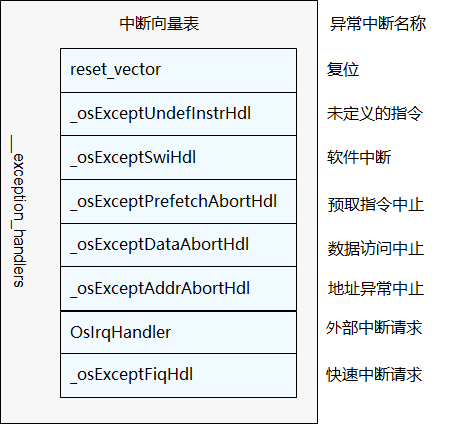 中断向量表 异常中断名称
__exception_handlers
reset_vector 复位
_osExceptUndefInstrHdl 未定义的指令
_osExceptSwiHdl 软件中断
_osExceptPrefetchAbortHdl 预取指令中止
_osExceptDataAbortHdl 数据访问中止
_osExceptAddrAbortHdl 地址异常中止
OsIrqHandler 外部中断请求
_osExceptFiqHdl 快速中断请求